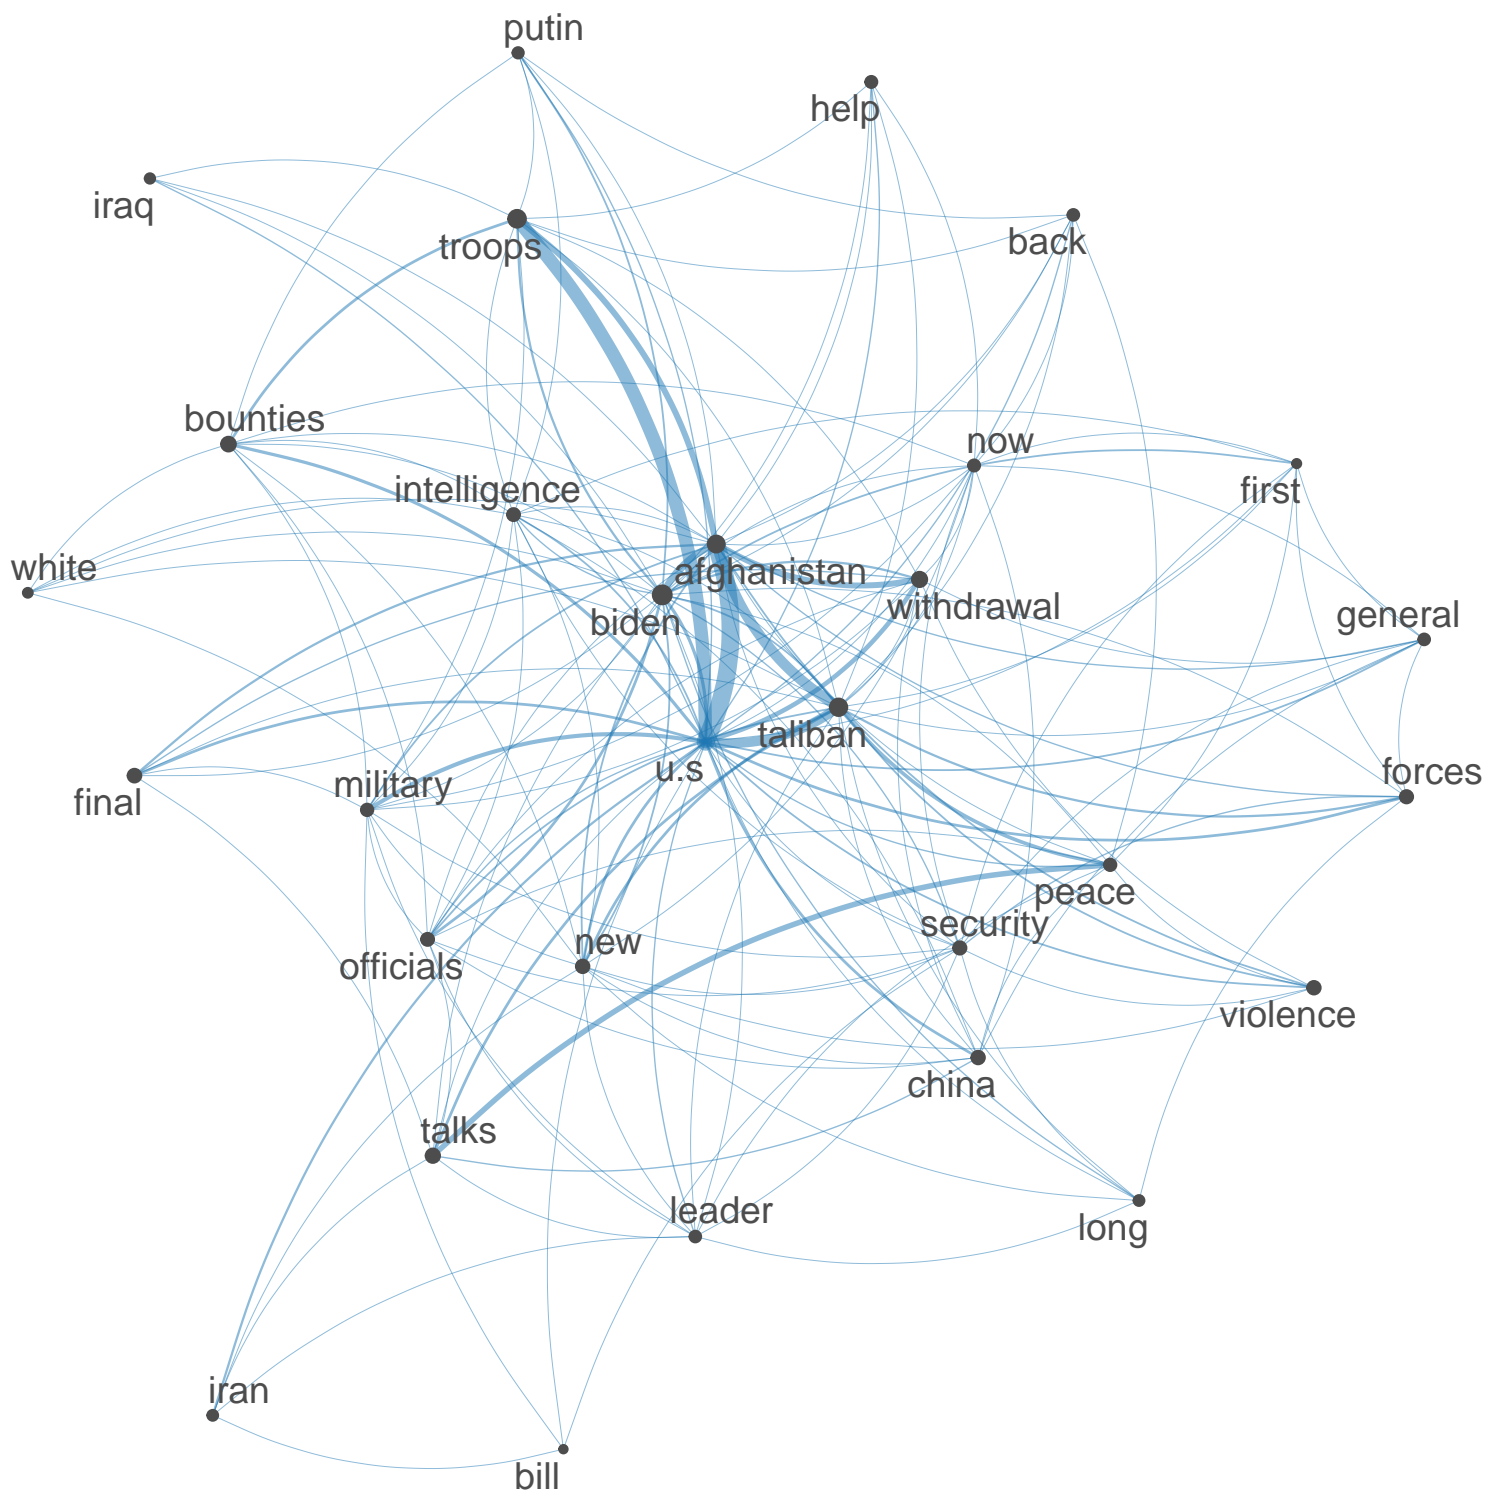 putin
help
iraq
troops
back
bounties
now
intelligence
first
white
afghanistan
biden
withdrawal
general
taliban
u.s
military
final
forces
peace
security
new
officials
violence
china
talks
leader
long
iran
bill